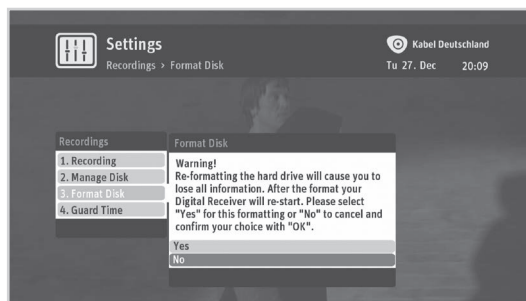 Settings
Kabel Deutschland
Recordings > Format Disk
Tu 27. Dec 20:09
Recordings
1. Recording
2. Manage Disk
3. Format Disk
4. Guard Time
Format Disk
Warning!
Re-formatting the hard drive will cause you to
lose all information. After the format your
Digital Receiver will re-start. Please select
"Yes" for this formatting or "No" to cancel and
confirm your choice with "OK".
Yes
No